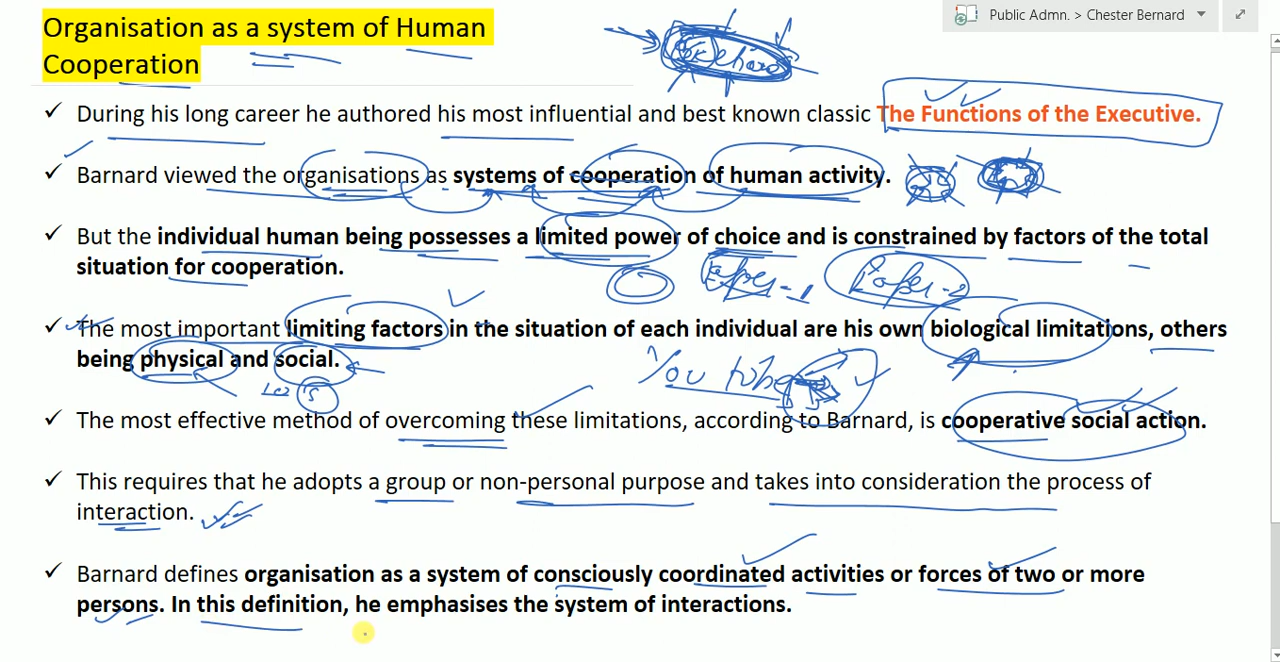 Public Admn. > Chester Bernard
Organisation as a system of Human
Cooperation
✓ During his long career he authored his most influential and best known classic The Functions of the Executive.
✓ Barnard viewed the organisations as systems of cooperation of human activity.
✓ But the individual human being possesses a limited power of choice and is constrained by factors of the total
situation for cooperation.
Paper-1 Paper-2
✓ The most important limiting factors in the situation of each individual are his own biological limitations, others
being physical and social.
You
✓ The most effective method of overcoming these limitations, according to Barnard, is cooperative social action.
✓ This requires that he adopts a group or non-personal purpose and takes into consideration the process of
interaction.
✓ Barnard defines organisation as a system of consciously coordinated activities or forces of two or more
persons. In this definition, he emphasises the system of interactions.